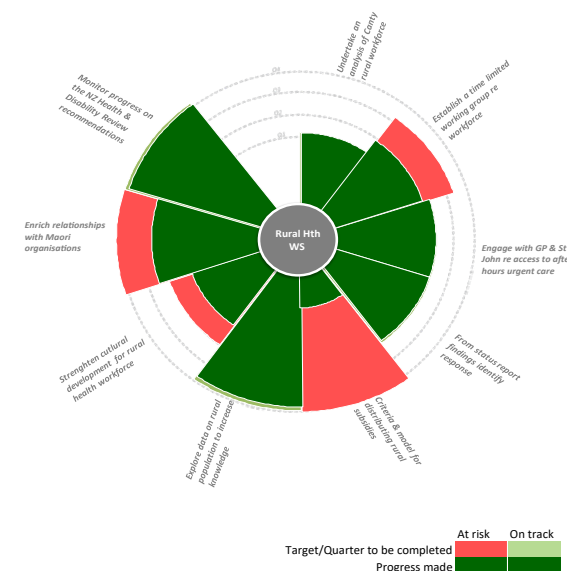 Undertake an
analysis of Canty
rural workforce
Establish a time limited
working group re
workforce
Engage with GP & St
John re access to afte
hours urgent care
From status report
findings identify
response
Criteria & model for
distributing rural
subsidies
Explore data on rural
population to increase
knowledge
Strenghten cutlural
development for rural
health workforce
Enrich relationships
with Maori
organisations
Monitor progress on
the NZ Health &
Disability Review
recommendations
Rural Hth
WS
At risk On track
Target/Quarter to be completed
Progress made